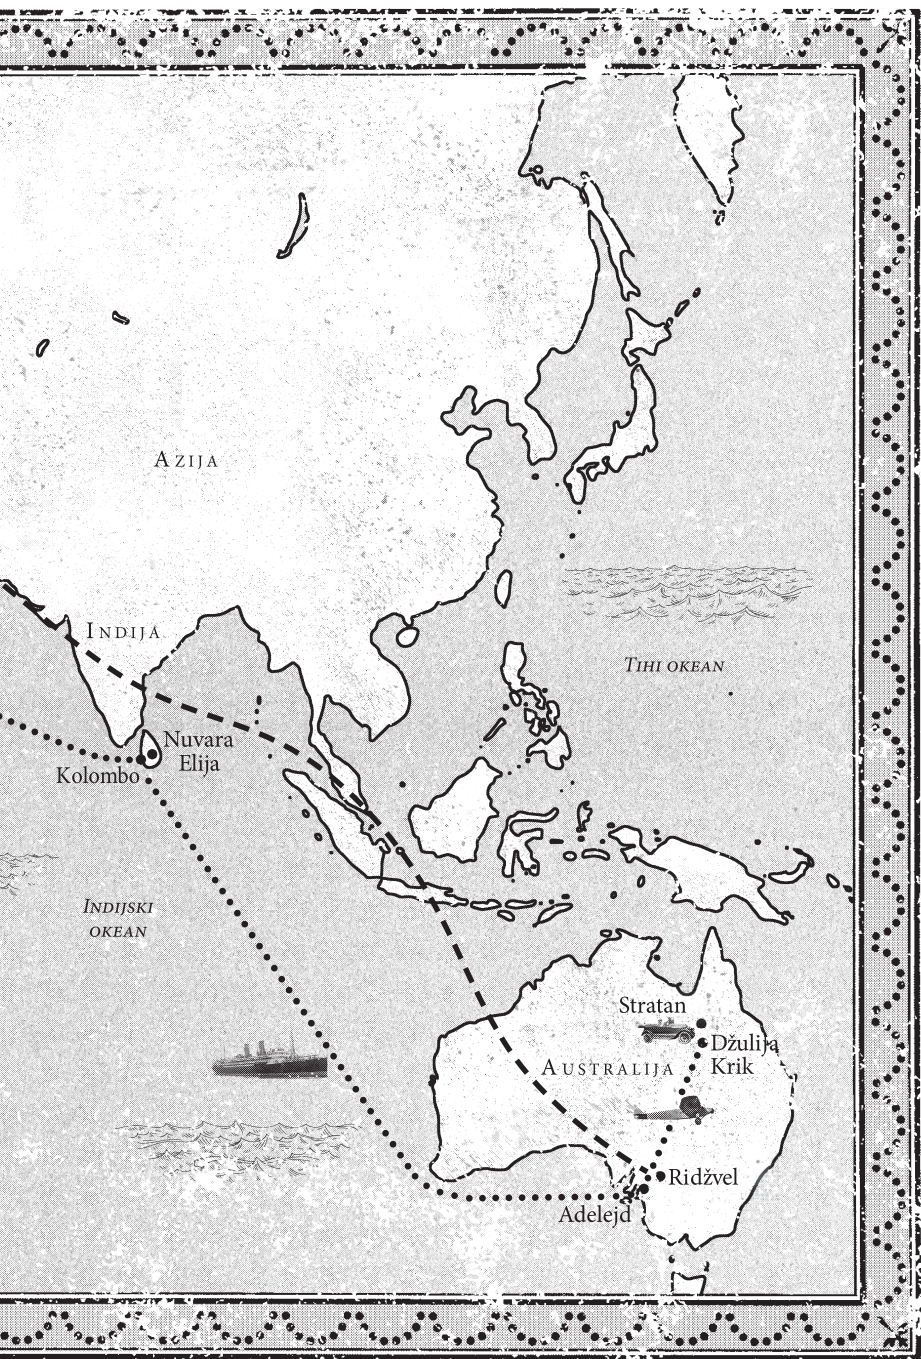 AZIJA
INDIJA
TIHI OKEAN
Nuvara
Elija
Kolombo
INDIJSKI
OKEAN
Stratan
Džulija
Krik
AUSTRALIJA
Ridžvel
Adelejd